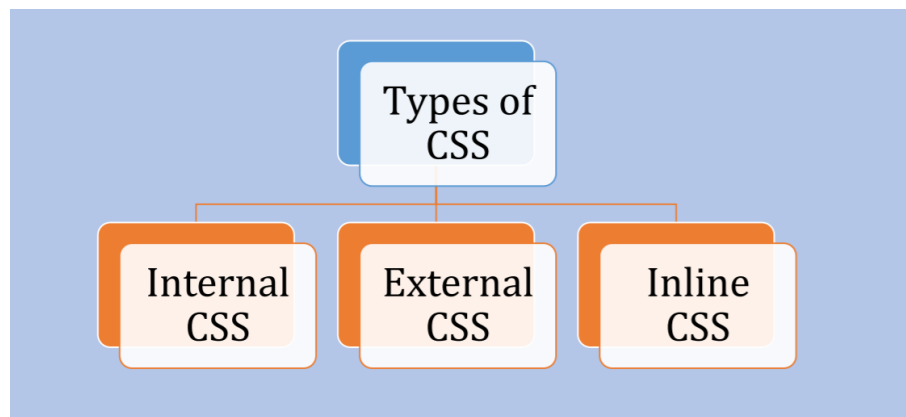 Types of
CSS
Internal
CSS
External
CSS
Inline
CSS